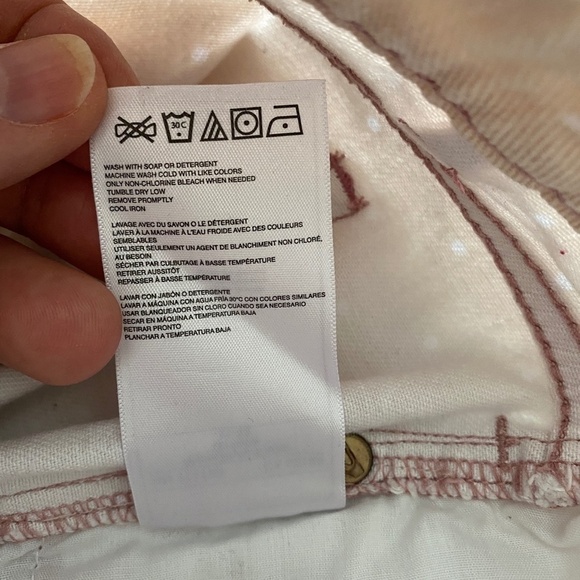 30 C
WASH WITH SOAP OR DETERGENT
MACHINE WASH COLD WITH LIKE COLORS
ONLY NON-CHLORINE BLEACH WHEN NEEDED
TUMBLE DRY LOW
REMOVE PROMPTLY
COOL IRON
LAVAGE AVEC DU SAVON O LE DÉTERGENT
LAVER À LA MACHINE À L'EAU FROIDE AVEC DES COULEURS
SEMBLABLES
UTILISER SEULEMENT UN AGENT DE BLANCHIMENT NON CHLORÉ,
AU BESOIN
SÉCHER PAR CULBUTAGE À BASSE TEMPÉRATURE
RETIRER AUSSITÔT
REPASSER À BASSE TEMPÉRATURE
LAVAR CON JABÓN O DETERGENTE
LAVAR A MÁQUINA CON AGUA FRÍA 30ºC CON COLORES SIMILARES
USAR BLANQUEADOR SIN CLORO CUANDO SEA NECESARIO
SECAR EN MÁQUINA A TEMPERATURA BAJA
RETIRAR PRONTO
PLANCHAR A TEMPERATURA BAJA